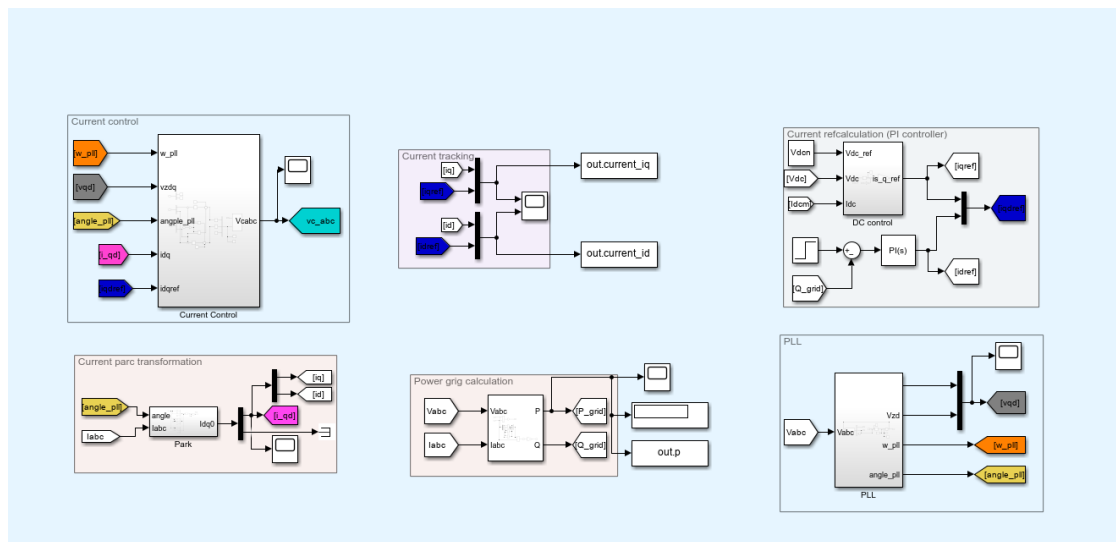 Current control
[w_pll]
[vqd]
[angle_pll]
[i_qd]
w_pll
vzdq
angple_pll
idq
idqref
Vcabc
vc_abc
Current Control
Current tracking
[iq]
[id]
out.current_iq
out.current_id
Current refcalculation (PI controller)
Vdcn
[Vdc]
[Idcm]
Vdc_ref
Vdc
Idc
is_q_ref
DC control
[iqref]
PI(s)
[idref]
[Q_grid]
Current parc transformation
[angle_pll]
Iabc
angle
Iabc
Idq0
Park
[iq]
[id]
[i_qd]
Power grig calculation
Vabc
Iabc
Vabc
Iabc
P
Q
[P_grid]
[Q_grid]
out.p
PLL
Vabc
Vabc
Vzd
w_pll
angle_pll
PLL
[vqd]
[w_pll]
[angle_pll]